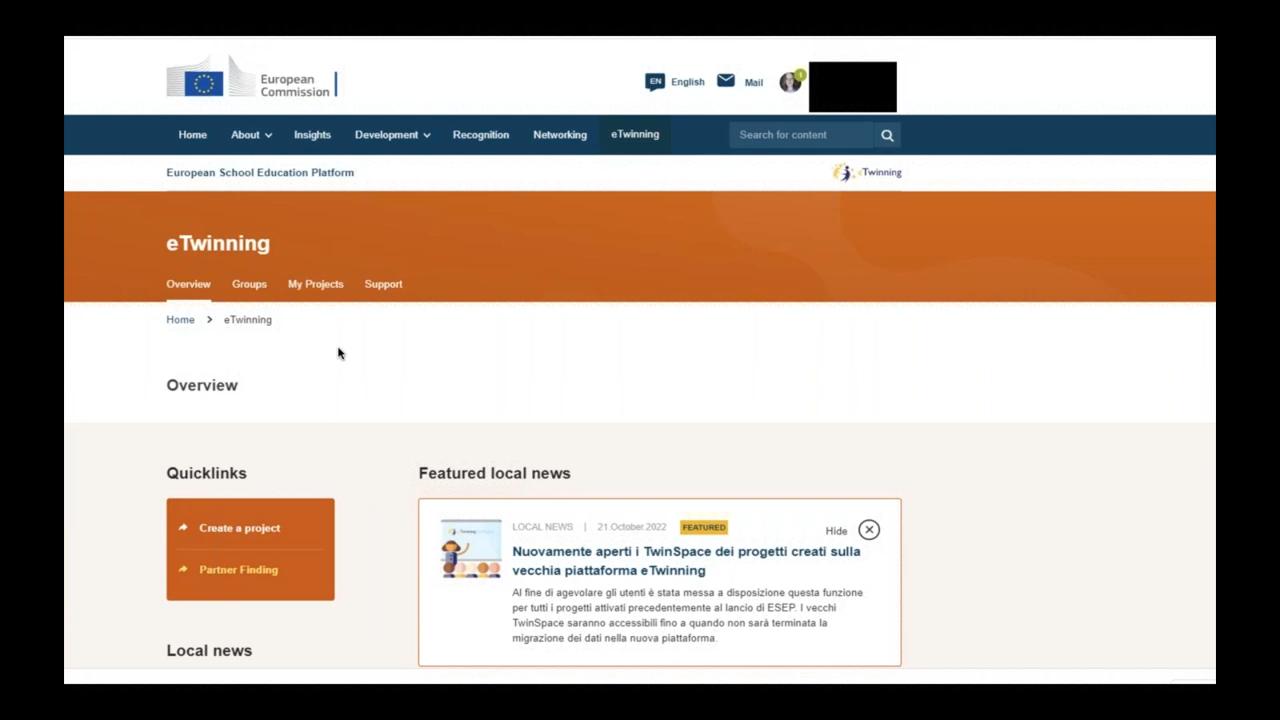 European
Commission
EN English Mail 1
Home About Insights Development Recognition Networking eTwinning Search for content
European School Education Platform eTwinning
eTwinning
Overview Groups My Projects Support
Home > eTwinning
Overview
Quicklinks
Create a project
Partner Finding
Local news
Featured local news
LOCAL NEWS | 21.October.2022 FEATURED Hide
Nuovamente aperti i TwinSpace dei progetti creati sulla
vecchia piattaforma eTwinning
Al fine di agevolare gli utenti è stata messa a disposizione questa funzione
per tutti i progetti attivati precedentemente al lancio di ESEP. I vecchi
TwinSpace saranno accessibili fino a quando non sarà terminata la
migrazione dei dati nella nuova piattaforma.